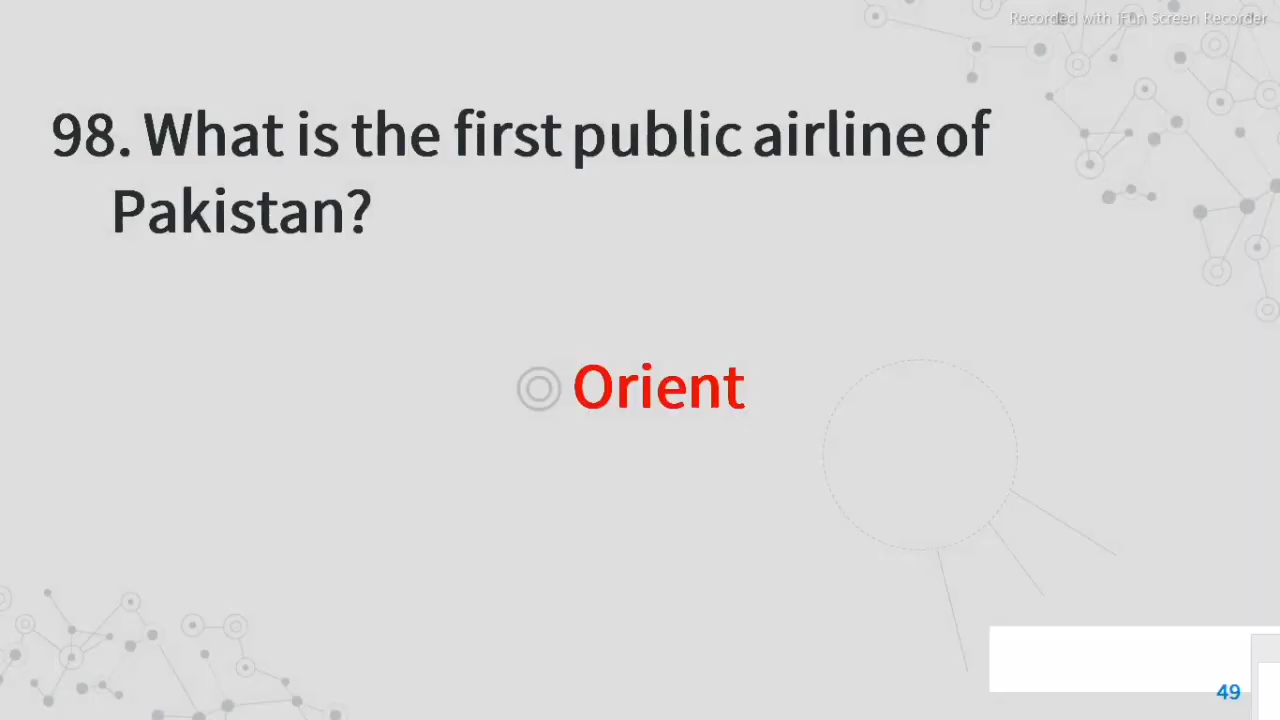 Recorded with iFun Screen Recorder
98. What is the first public airline of
Pakistan?
Orient
49